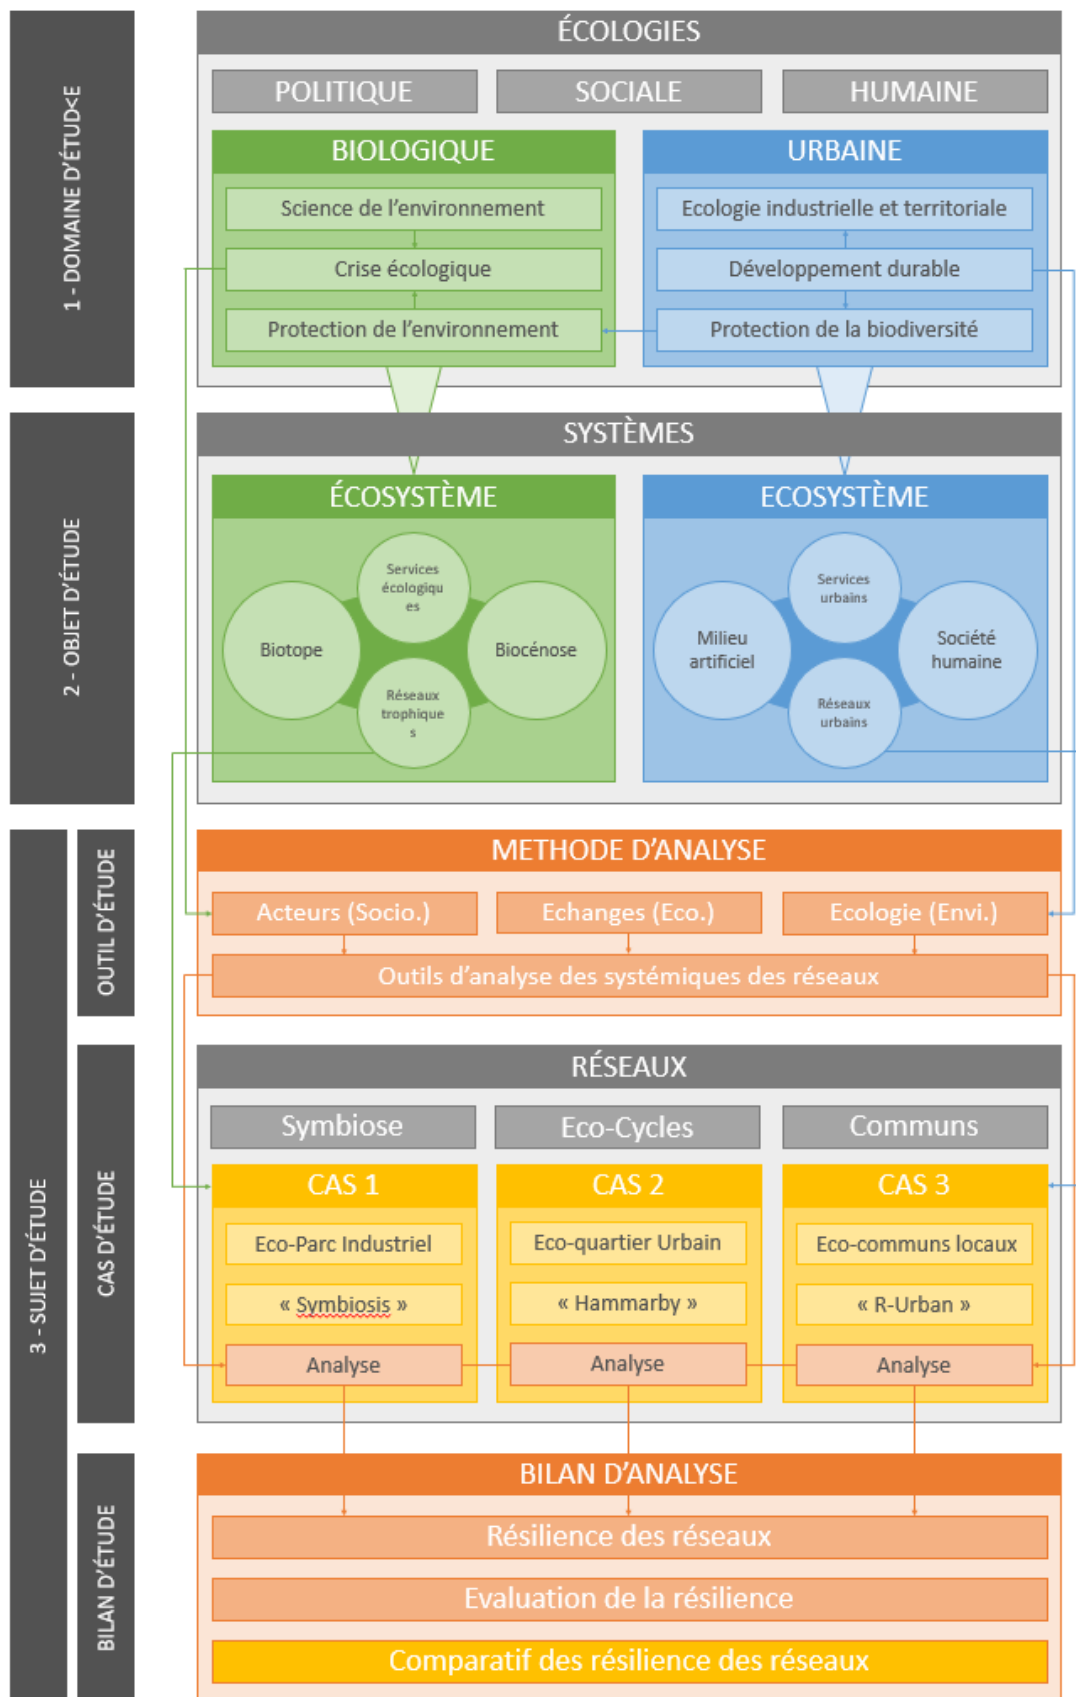 1 - DOMAINE D'ÉTUD<E
ÉCOLOGIES
POLITIQUE
SOCIALE
HUMAINE
BIOLOGIQUE
Science de l'environnement
Crise écologique
Protection de l'environnement
URBAINE
Ecologie industrielle et territoriale
Développement durable
Protection de la biodiversité
2 - OBJET D'ÉTUDE
SYSTÈMES
ÉCOSYSTÈME
Services
écologiqu
es
Biotope
Biocénose
Réseaux
trophique
s
ECOSYSTÈME
Services
urbains
Milieu
artificiel
Société
humaine
Réseaux
urbains
3 - SUJET D'ÉTUDE
OUTIL D'ÉTUDE
METHODE D'ANALYSE
Acteurs (Socio.)
Echanges (Eco.)
Ecologie (Envi.)
Outils d'analyse des systémiques des réseaux
CAS D'ÉTUDE
RÉSEAUX
Symbiose
Eco-Cycles
Communs
CAS 1
Eco-Parc Industriel
« Symbiosis »
Analyse
CAS 2
Eco-quartier Urbain
« Hammarby »
Analyse
CAS 3
Eco-communs locaux
« R-Urban »
Analyse
BILAN D'ÉTUDE
BILAN D'ANALYSE
Résilience des réseaux
Evaluation de la résilience
Comparatif des résilience des réseaux